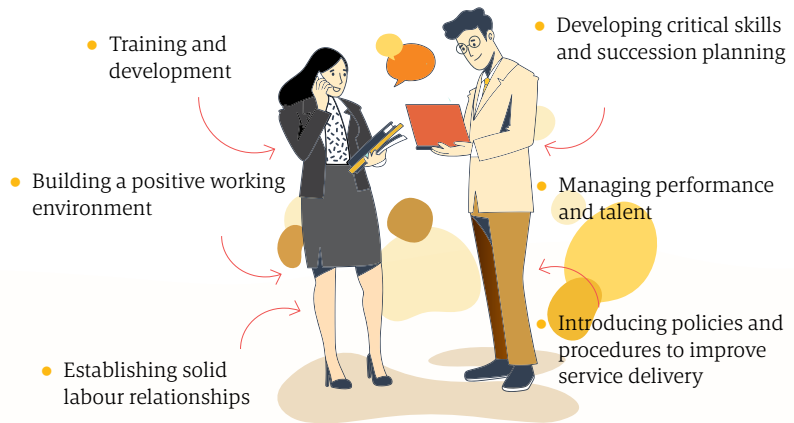 • Training and
development
• Building a positive working
environment
• Establishing solid
labour relationships
• Developing critical skills
and succession planning
• Managing performance
and talent
• Introducing policies and
procedures to improve
service delivery